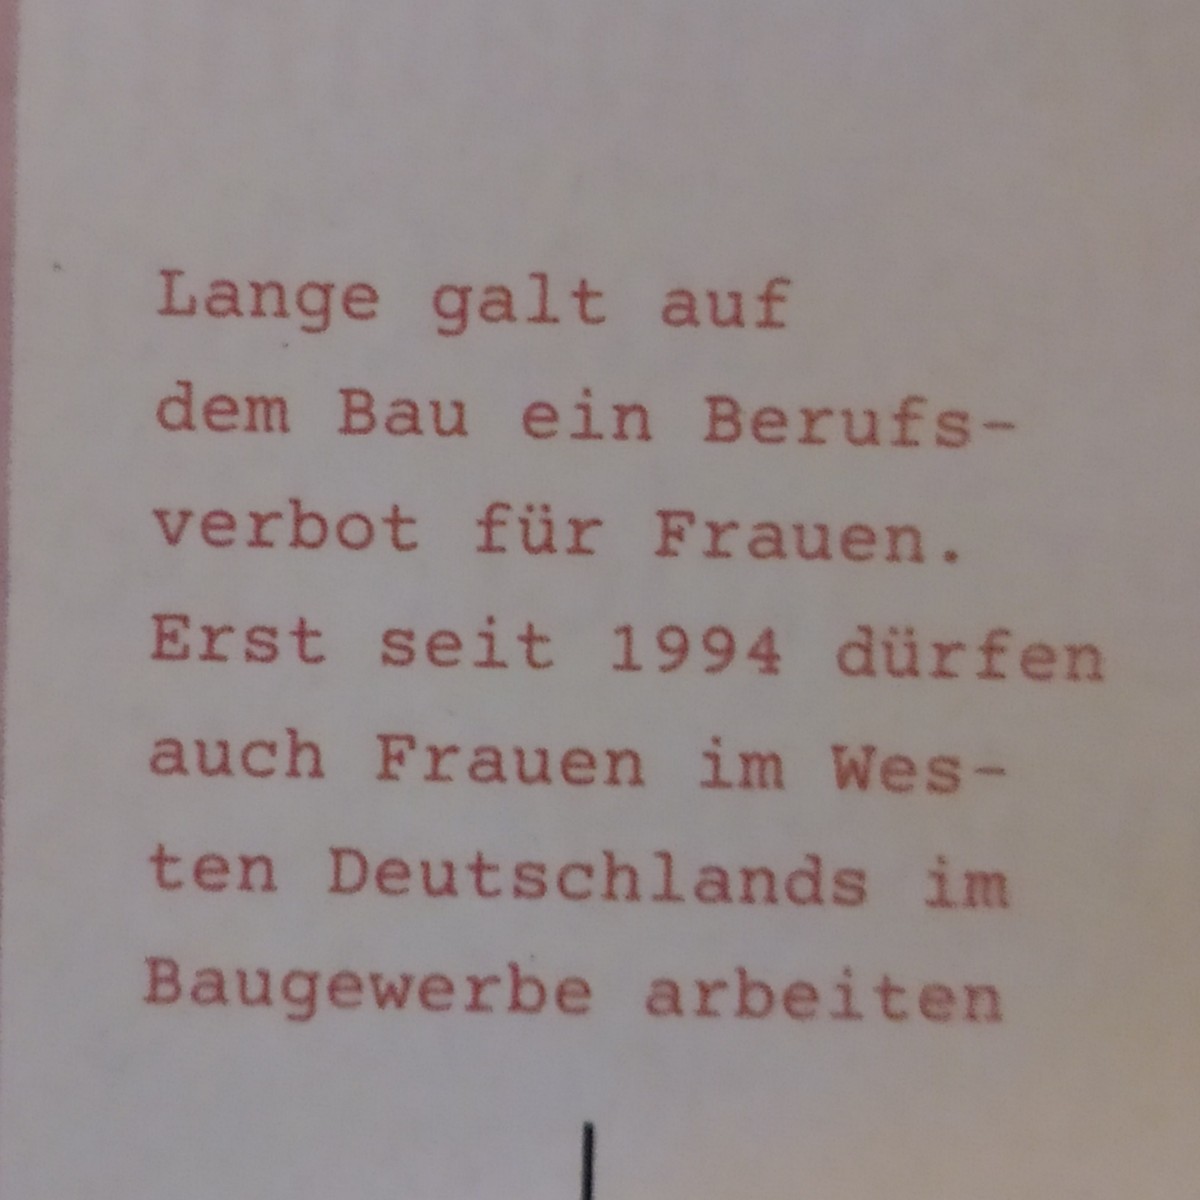 Lange galt auf
dem Bau ein Berufs-
verbot für Frauen.
Erst seit 1994 dürfen
auch Frauen im Wes-
ten Deutschlands im
Baugewerbe arbeiten